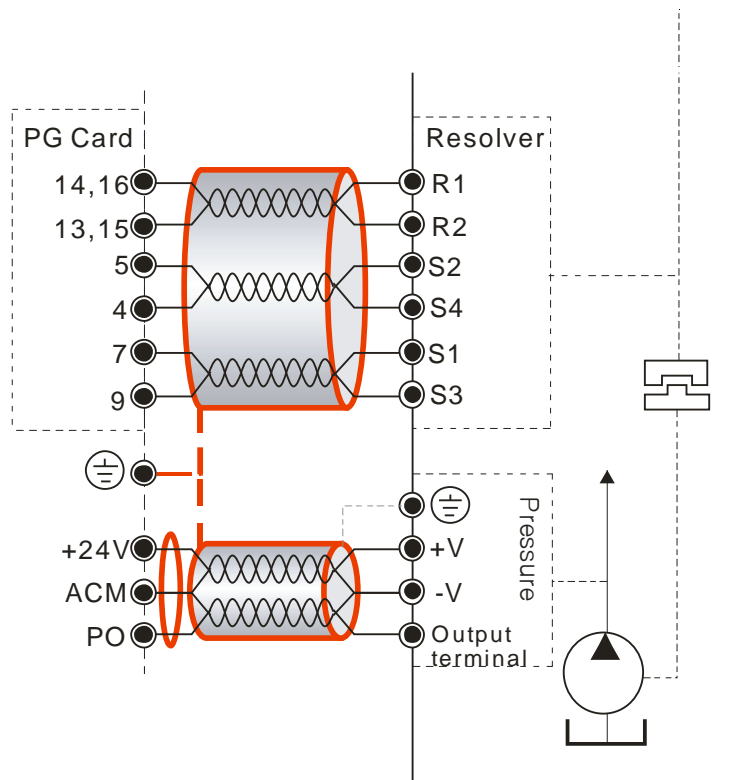 PG Card
Resolver
14,16
R1
13,15
R2
5
S2
4
S4
7
S1
9
S3
Pressure
+24V
+V
ACM
-V
PO
Output
terminal